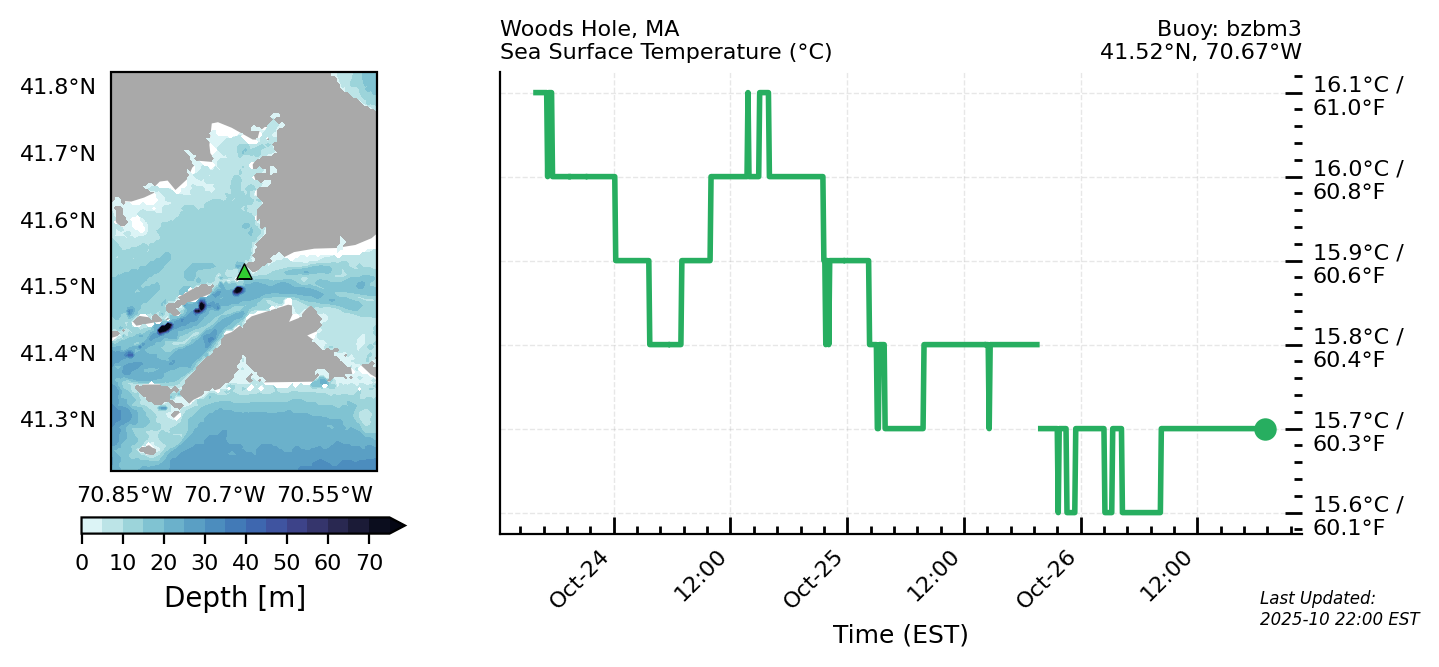 Woods Hole, MA
Sea Surface Temperature (°C)
Buoy: bzbm3
41.52°N, 70.67°W
41.8°N
41.7°N
41.6°N
41.5°N
41.4°N
41.3°N
70.85°W 70.7°W 70.55°W
0 10 20 30 40 50 60 70
Depth [m]
16.1°C /
61.0°F
16.0°C /
60.8°F
15.9°C /
60.6°F
15.8°C /
60.4°F
15.7°C /
60.3°F
15.6°C /
60.1°F
Oct-24 12:00 Oct-25 12:00 Oct-26 12:00
Time (EST)
Last Updated:
2025-10 22:00 EST